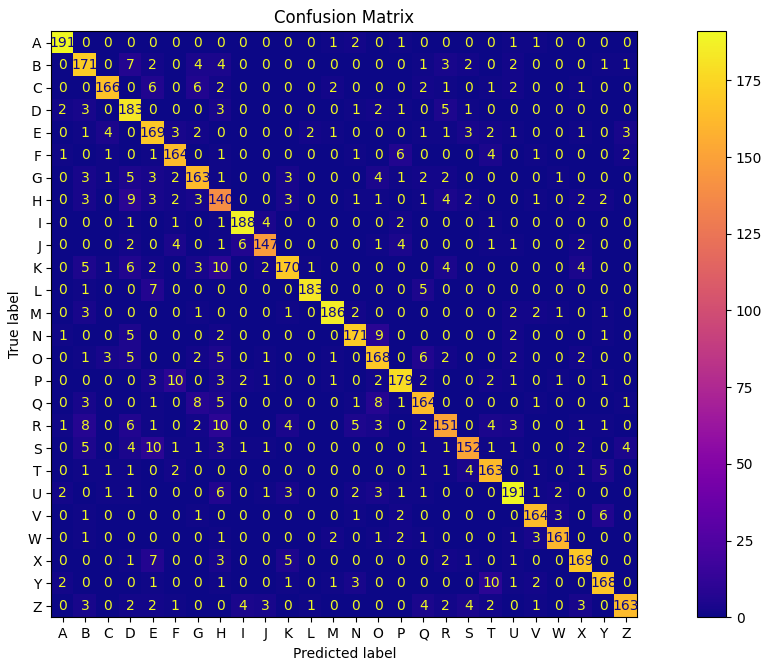 Confusion Matrix
A 191 0 0 0 0 0 0 0 0 0 0 0 1 2 0 1 0 0 0 0 1 1 0 0 0 0
B 0 171 0 7 2 0 4 4 0 0 0 0 0 0 0 0 1 3 2 0 2 0 0 0 1 1
C 0 0 166 0 6 0 6 2 0 0 0 0 2 0 0 0 2 1 0 1 2 0 0 1 0 0
D 2 3 0 183 0 0 0 3 0 0 0 0 0 1 2 1 0 5 1 0 0 0 0 0 0 0
E 0 1 4 0 169 3 2 0 0 0 0 2 1 0 0 0 1 1 3 2 1 0 0 1 0 3
F 1 0 1 0 1 164 0 1 0 0 0 0 0 1 0 6 0 0 0 4 0 1 0 0 0 2
G 0 3 1 5 3 2 163 1 0 0 3 0 0 0 4 1 2 2 0 0 0 0 1 0 0 0
H 0 3 0 9 3 2 3 140 0 0 3 0 0 1 1 0 1 4 2 0 0 1 0 2 2 0
I 0 0 0 1 0 1 0 1 188 4 0 0 0 0 0 2 0 0 0 1 0 0 0 0 0 0
J 0 0 0 2 0 4 0 1 6 147 0 0 0 0 1 4 0 0 0 1 1 0 0 2 0 0
K 0 5 1 6 2 0 3 10 0 2 170 1 0 0 0 0 0 4 0 0 0 0 0 4 0 0
L 0 1 0 0 7 0 0 0 0 0 0 183 0 0 0 0 5 0 0 0 0 0 0 0 0 0
M 0 3 0 0 0 0 1 0 0 0 1 0 186 2 0 0 0 0 0 0 2 2 1 0 1 0
N 1 0 0 5 0 0 0 2 0 0 0 0 0 171 9 0 0 0 0 0 2 0 0 0 1 0
O 0 1 3 5 0 0 2 5 0 1 0 0 1 0 168 0 6 2 0 0 2 0 0 2 0 0
P 0 0 0 0 3 10 0 3 2 1 0 0 1 0 2 179 2 0 0 2 1 0 1 0 1 0
Q 0 3 0 0 1 0 8 5 0 0 0 0 0 1 8 1 164 0 0 0 0 1 0 0 0 1
R 1 8 0 6 1 0 2 10 0 0 4 0 0 5 3 0 2 151 0 4 3 0 0 1 1 0
S 0 5 0 4 10 1 1 3 1 1 0 0 0 0 0 0 1 1 152 1 1 0 0 2 0 4
T 0 1 1 1 0 2 0 0 0 0 0 0 0 0 0 0 1 1 4 163 0 1 0 1 5 0
U 2 0 1 1 0 0 0 6 0 1 3 0 0 2 3 1 1 0 0 0 191 1 2 0 0 0
V 0 1 0 0 0 0 1 0 0 0 0 0 0 1 0 2 0 0 0 0 0 164 3 0 6 0
W 0 1 0 0 0 0 0 1 0 0 0 0 2 0 1 2 1 0 0 0 1 3 161 0 0 0
X 0 0 0 1 7 0 0 3 0 0 5 0 0 0 0 0 0 2 1 0 1 0 0 169 0 0
Y 2 0 0 0 1 0 0 1 0 0 1 0 1 3 0 0 0 0 0 10 1 2 0 0 168 0
Z 0 3 0 2 2 1 0 0 4 3 0 1 0 0 0 0 4 2 4 2 0 1 0 3 0 163
A B C D E F G H I J K L M N O P Q R S T U V W X Y Z
Predicted label
True label
175
150
125
100
75
50
25
0